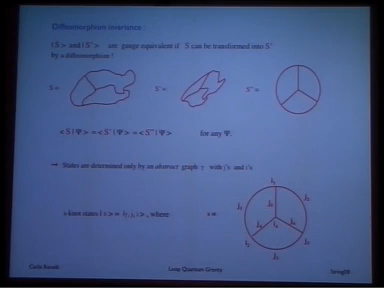 Diffeomorphism invariance :
| S > and | S' > are gauge equivalent if S can be transformed into S'
by a diffeomorphism !
S = S' = S'' =
< S | Ψ > = < S' | Ψ > = < S'' | Ψ > for any Ψ.
→ States are determined only by an abstract graph γ with j's and i's
s-knot states | s > = | γ, j, i > , where s =
Carlo Rovelli Loop Quantum Gravity Strings08